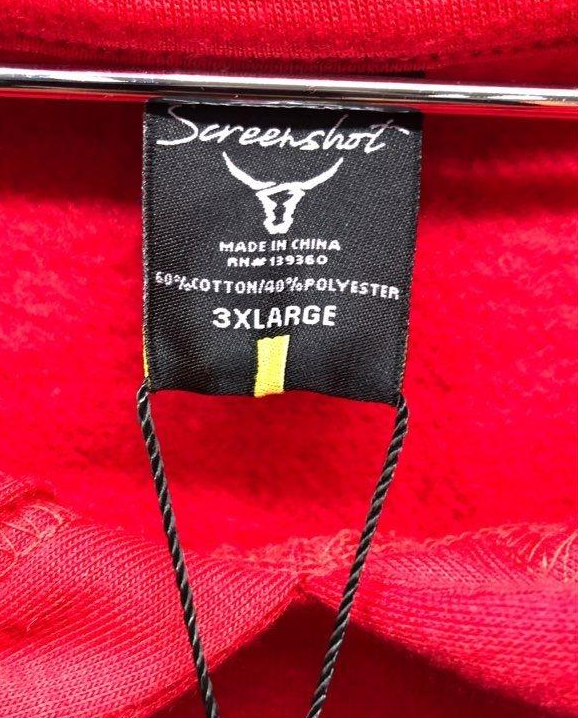 Screenshot
MADE IN CHINA
RN# 139360
60%COTTON/40%POLYESTER
3XLARGE